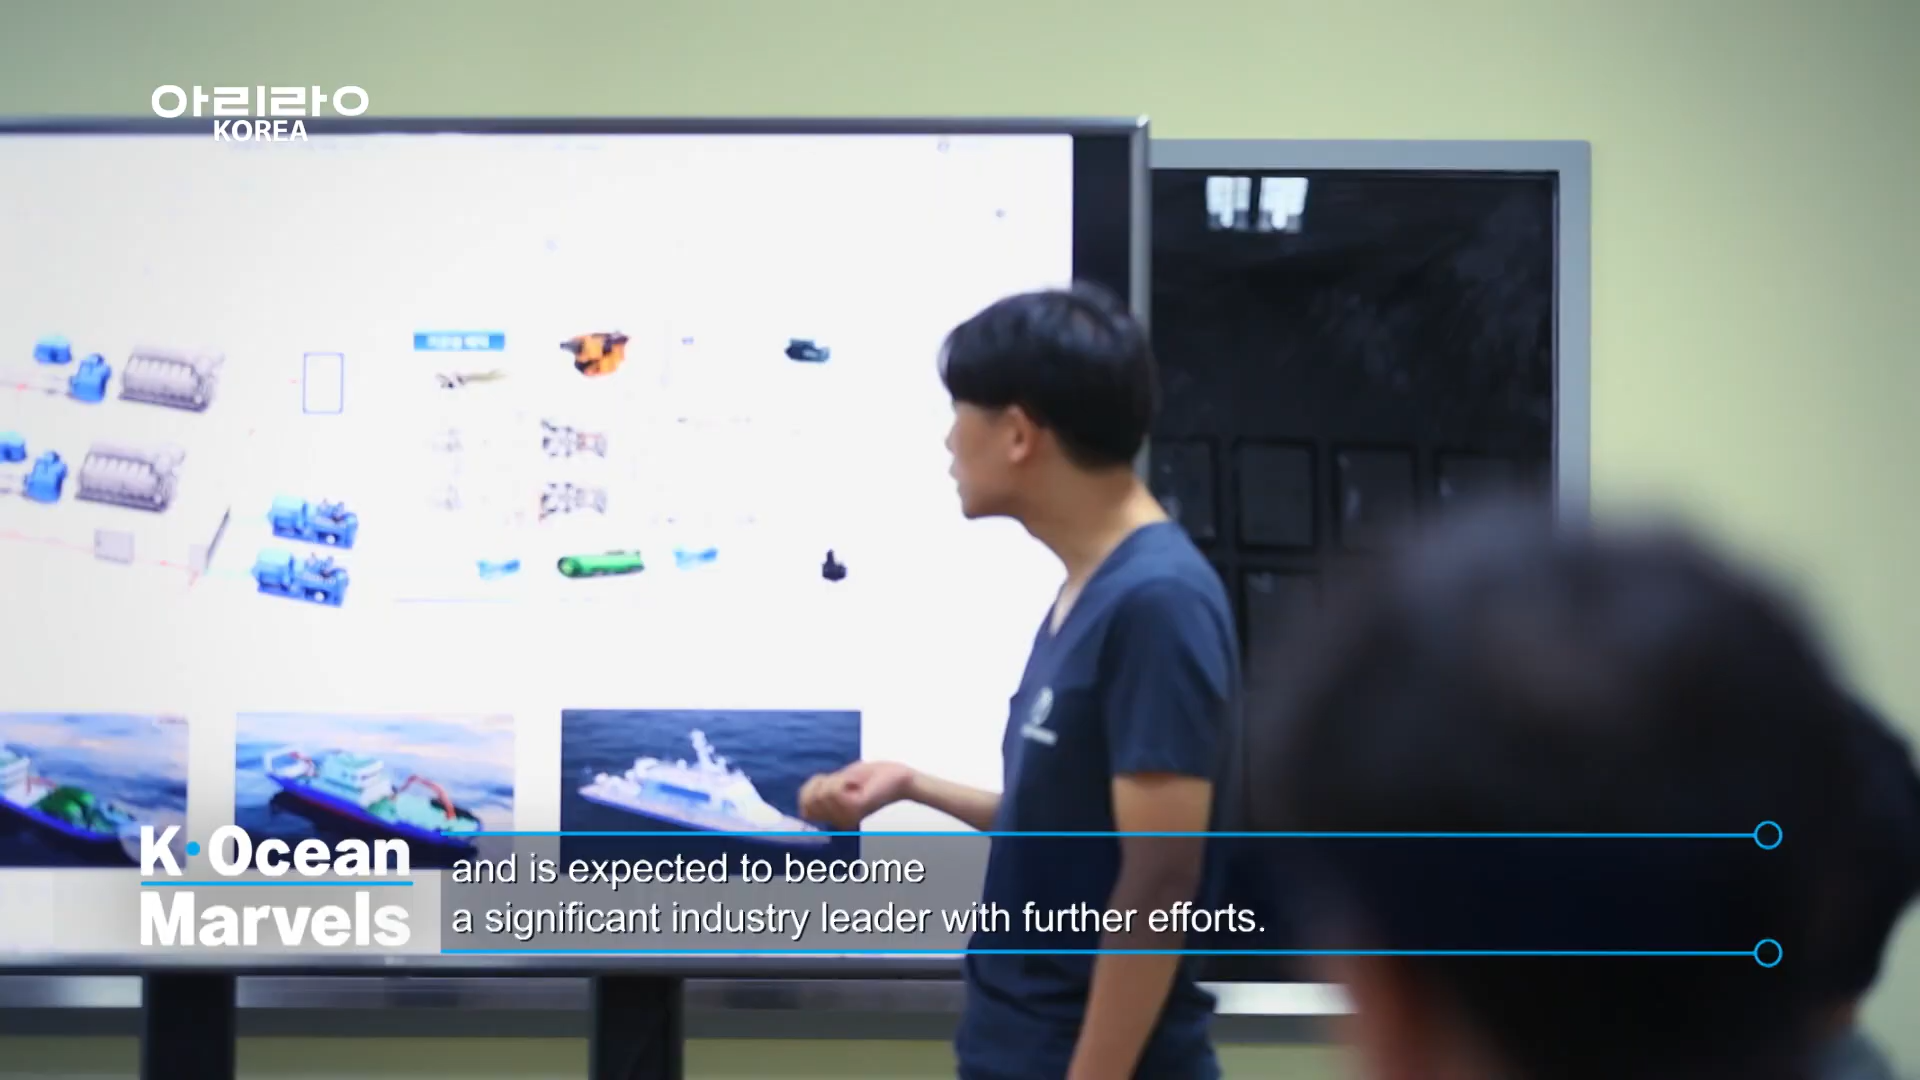 아리랑
KOREA
K·Ocean
Marvels
and is expected to become
a significant industry leader with further efforts.